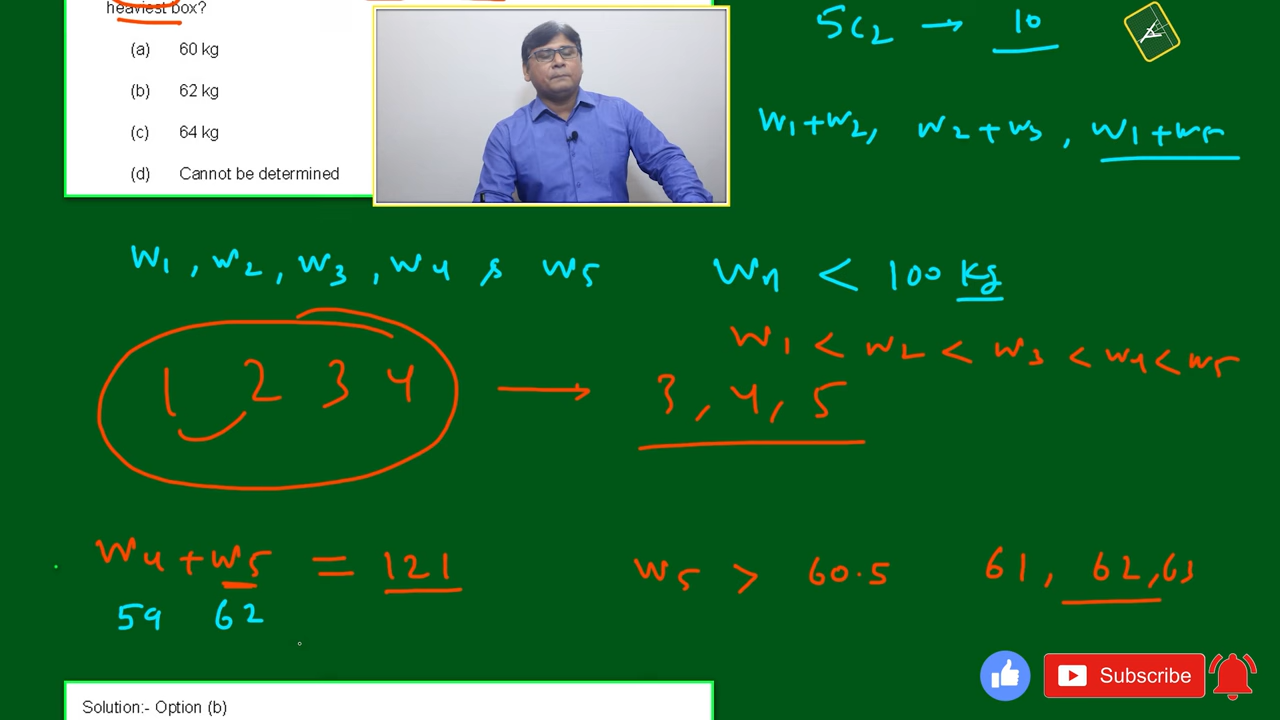 heaviest box?
(a) 60 kg
(b) 62 kg
(c) 64 kg
(d) Cannot be determined
5C2 → 10
W1+W2, W2+W3, W1+W5
W1, W2, W3, W4 & W5
Wn < 100 kg
W1 < W2 < W3 < W4 < W5
1 2 3 4 → 3, 4, 5
W4 + W5 = 121
59 62
W5 > 60.5
61, 62, 63
Subscribe
Solution:- Option (b)